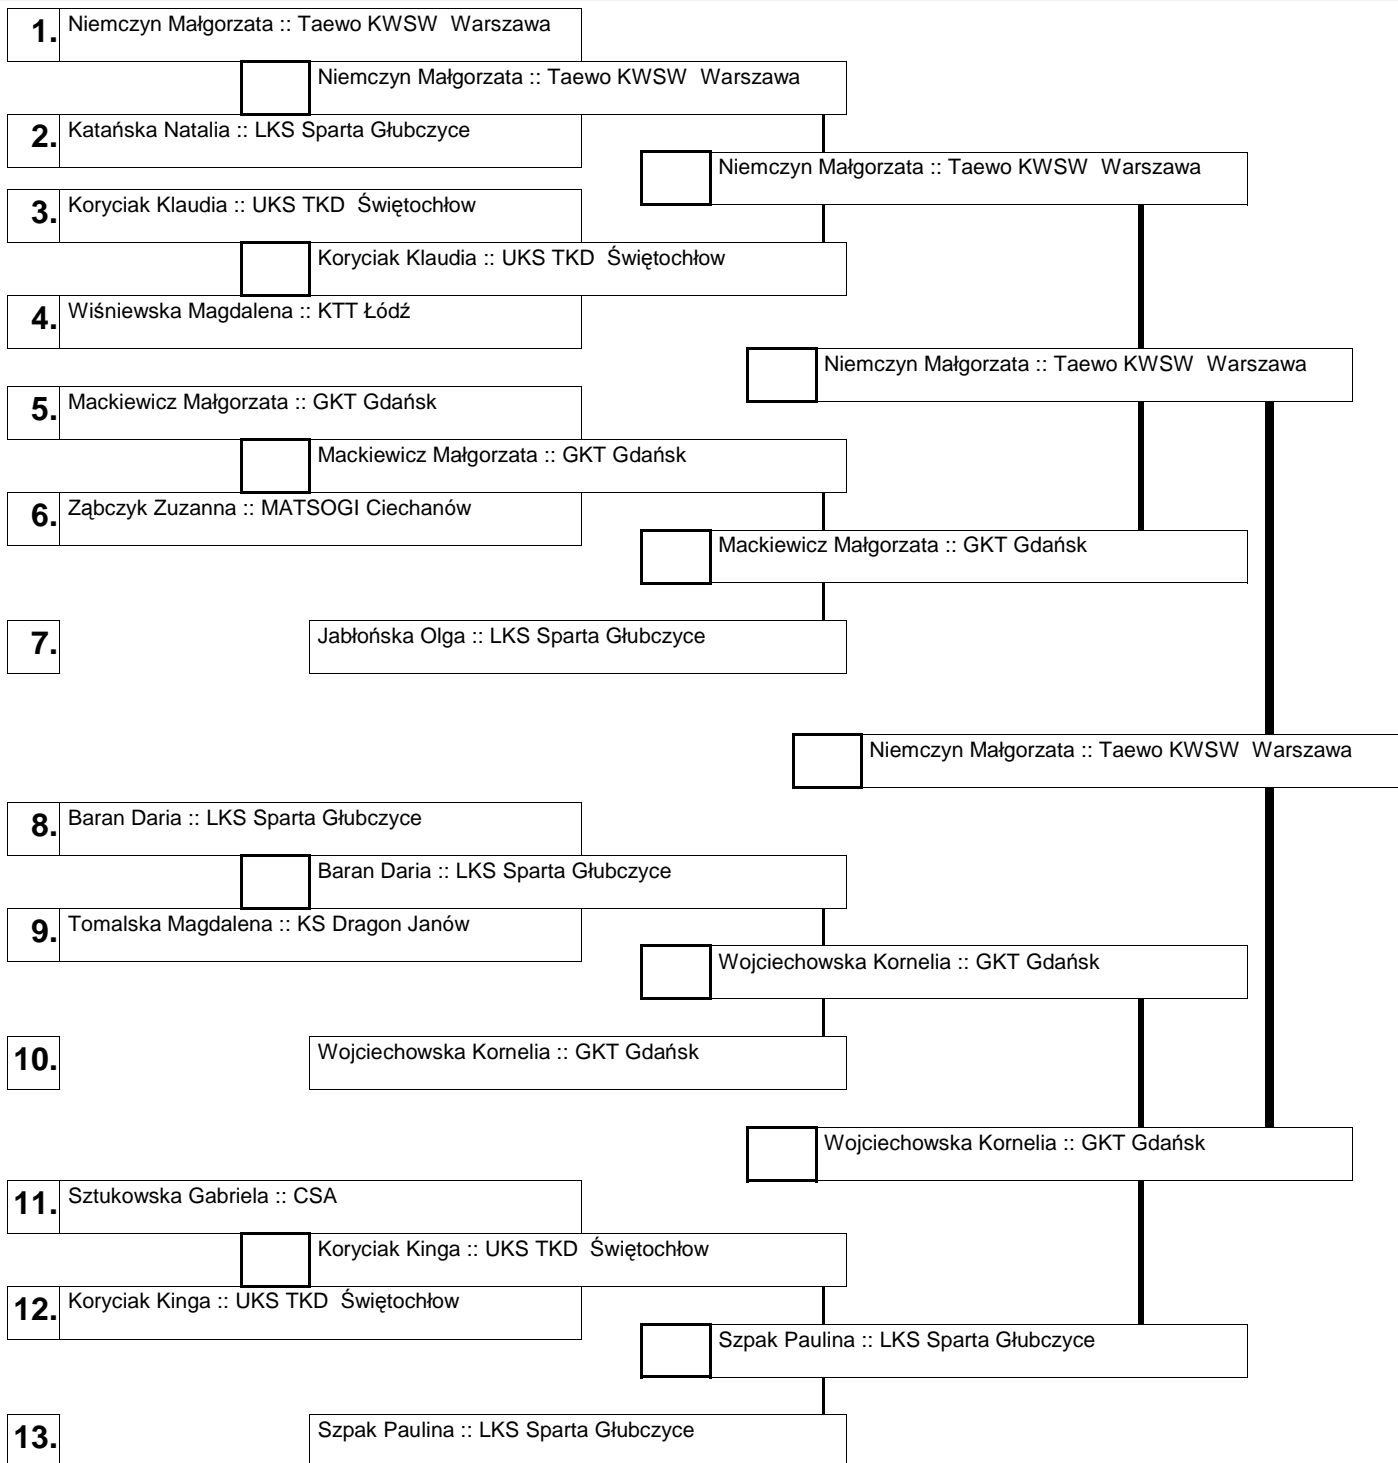 1. Niemczyn Małgorzata :: Taewo KWSW  Warszawa
Niemczyn Małgorzata :: Taewo KWSW  Warszawa
2. Katańska Natalia :: LKS Sparta Głubczyce
Niemczyn Małgorzata :: Taewo KWSW  Warszawa
3. Koryciak Klaudia :: UKS TKD  Świętochłow
Koryciak Klaudia :: UKS TKD  Świętochłow
4. Wiśniewska Magdalena :: KTT Łódź
Niemczyn Małgorzata :: Taewo KWSW  Warszawa
5. Mackiewicz Małgorzata :: GKT Gdańsk
Mackiewicz Małgorzata :: GKT Gdańsk
6. Ząbczyk Zuzanna :: MATSOGI Ciechanów
Mackiewicz Małgorzata :: GKT Gdańsk
7. Jabłońska Olga :: LKS Sparta Głubczyce
Niemczyn Małgorzata :: Taewo KWSW  Warszawa
8. Baran Daria :: LKS Sparta Głubczyce
Baran Daria :: LKS Sparta Głubczyce
9. Tomalska Magdalena :: KS Dragon Janów
Wojciechowska Kornelia :: GKT Gdańsk
10. Wojciechowska Kornelia :: GKT Gdańsk
Wojciechowska Kornelia :: GKT Gdańsk
11. Sztukowska Gabriela :: CSA
Koryciak Kinga :: UKS TKD  Świętochłow
12. Koryciak Kinga :: UKS TKD  Świętochłow
Szpak Paulina :: LKS Sparta Głubczyce
13. Szpak Paulina :: LKS Sparta Głubczyce